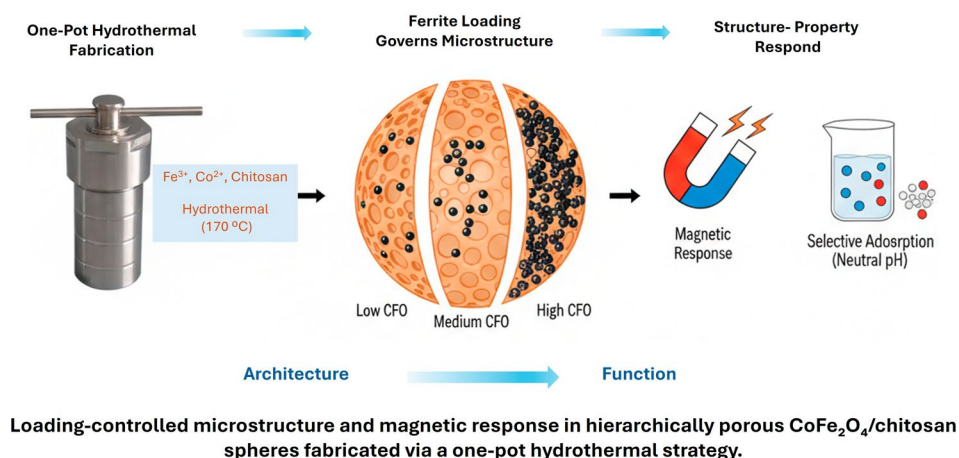 One-Pot Hydrothermal
Fabrication
Ferrite Loading
Governs Microstructure
Structure- Property
Respond
Fe³⁺, Co²⁺, Chitosan
Hydrothermal
(170 ⁰C)
Low CFO
Medium CFO
High CFO
Magnetic
Response
Selective Adosrption
(Neutral pH)
Architecture
Function
Loading-controlled microstructure and magnetic response in hierarchically porous CoFe₂O₄/chitosan
spheres fabricated via a one-pot hydrothermal strategy.